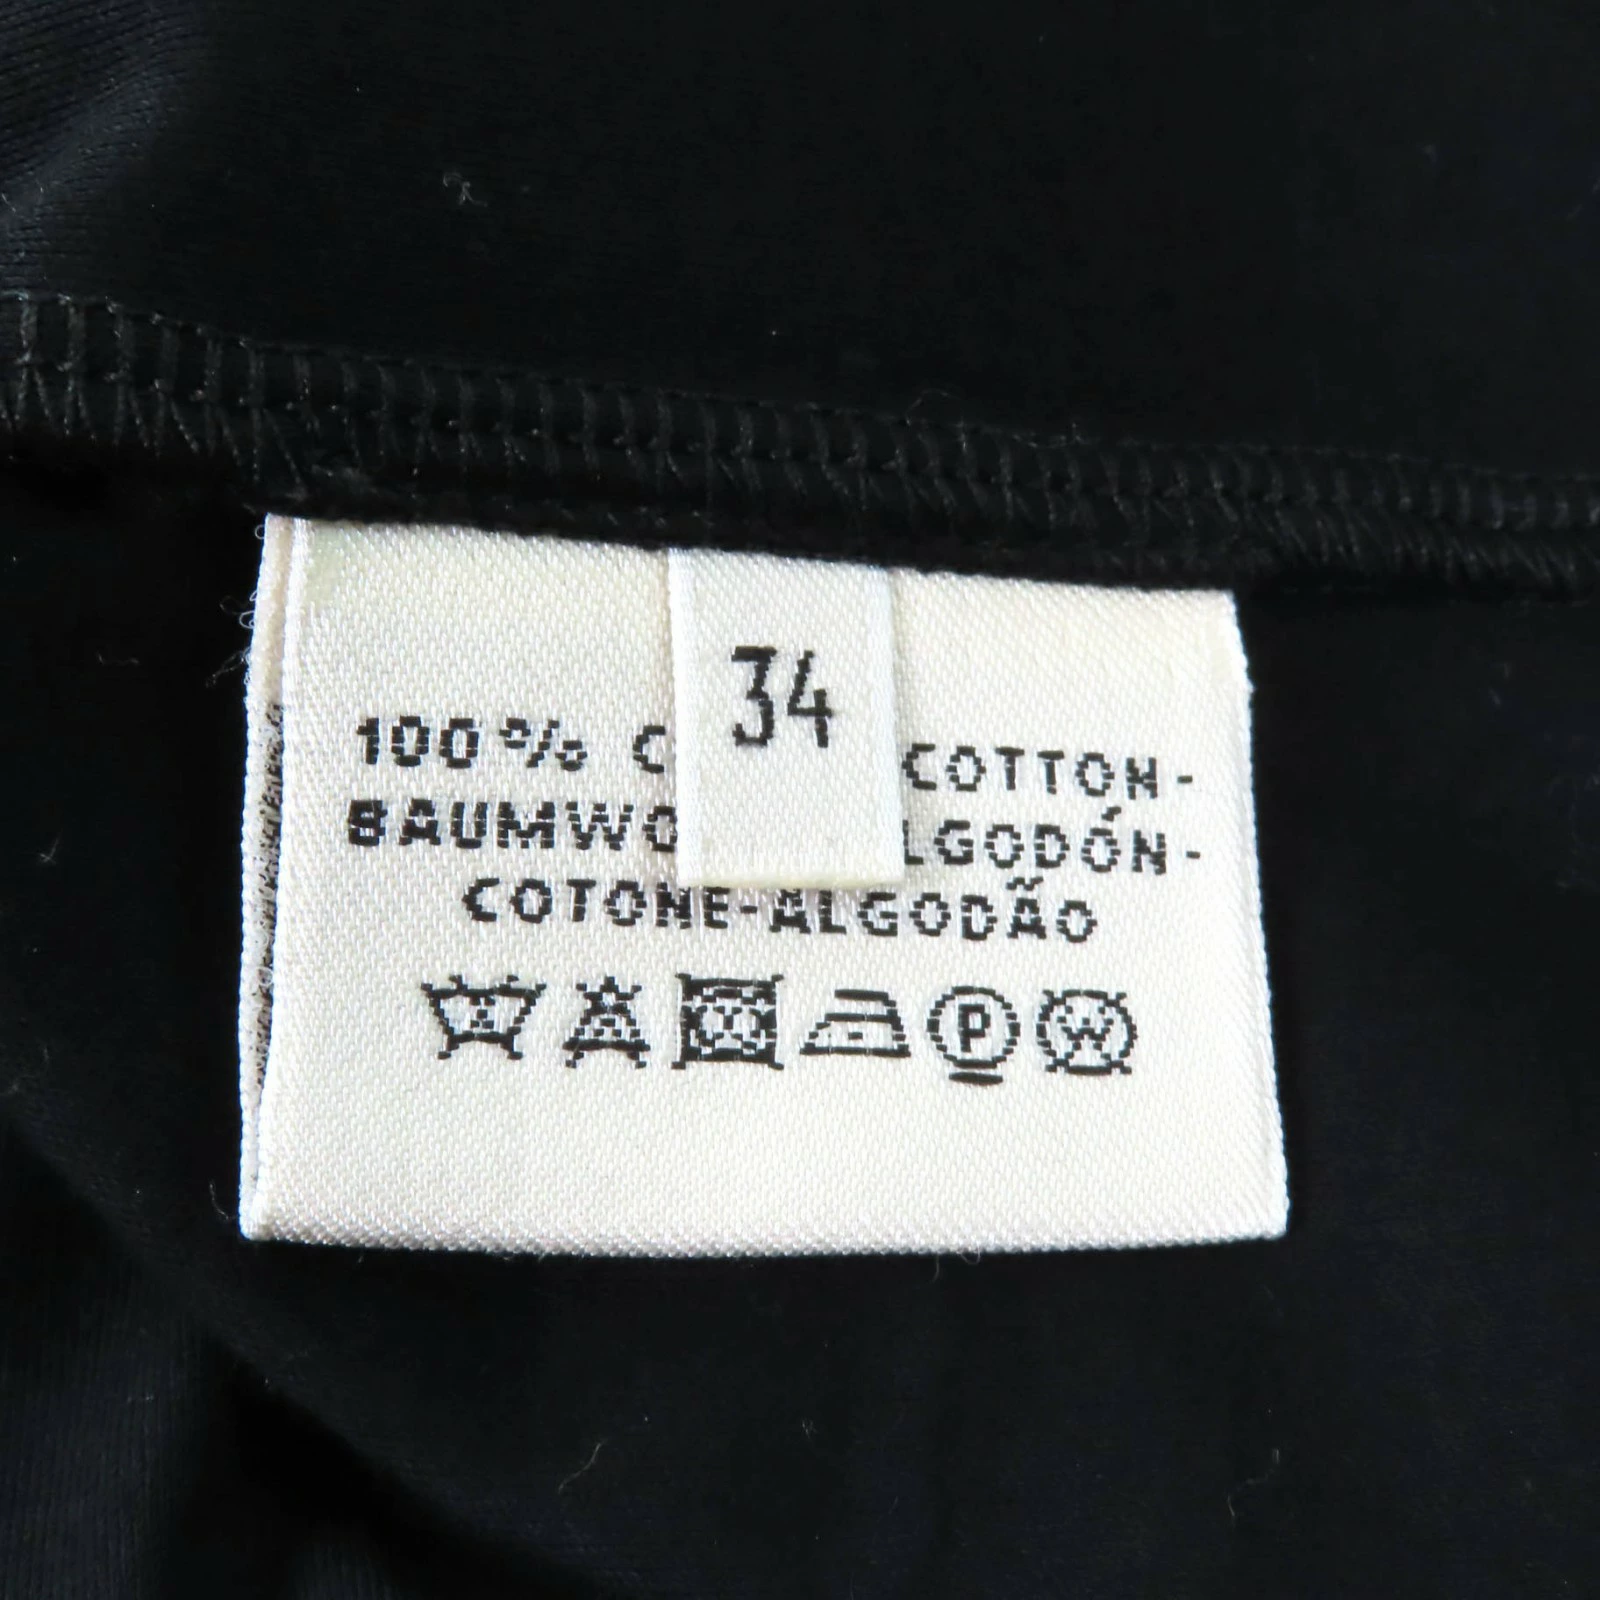 34
100% C COTTON-
BAUMWO LGODÓN-
COTONE-ALGODÃO
P W